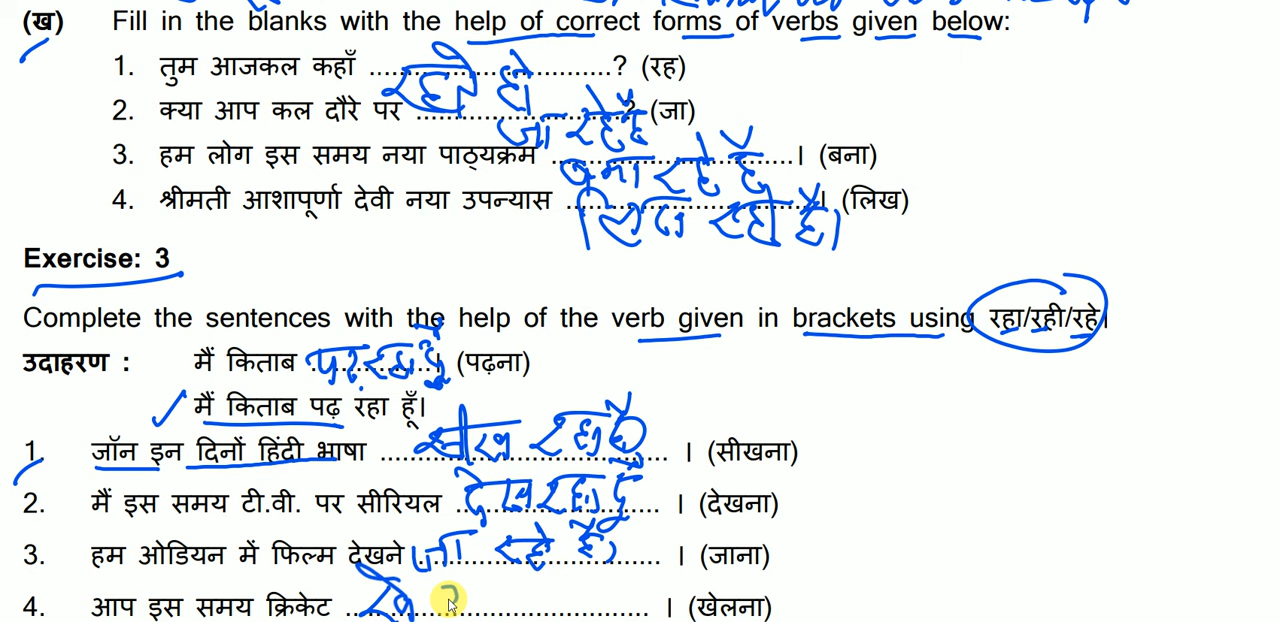 (ख) Fill in the blanks with the help of correct forms of verbs given below:
1. तुम आजकल कहाँ रहते हो ? (रह)
2. क्या आप कल दौरे पर जा रहे हैं ? (जा)
3. हम लोग इस समय नया पाठ्यक्रम बना रहे हैं । (बना)
4. श्रीमती आशापूर्णा देवी नया उपन्यास लिख रही हैं। (लिख)
Exercise: 3
Complete the sentences with the help of the verb given in brackets using रहा/रही/रहे।
उदाहरण : मैं किताब पढ़ रहा हूँ । (पढ़ना)
मैं किताब पढ़ रहा हूँ।
1. जॉन इन दिनों हिंदी भाषा सीख रहा है । (सीखना)
2. मैं इस समय टी.वी. पर सीरियल देख रहा हूँ । (देखना)
3. हम ओडियन में फिल्म देखने जा रहे हैं । (जाना)
4. आप इस समय क्रिकेट ........ । (खेलना)